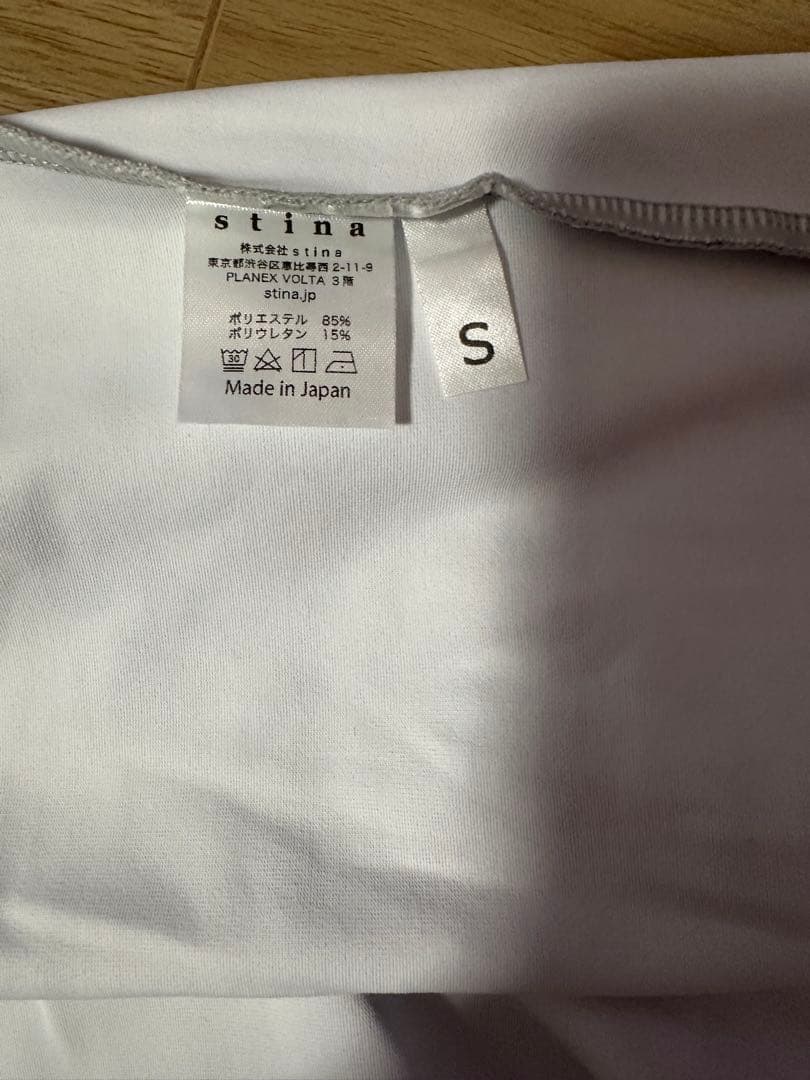 stina
株式会社stina
東京都渋谷区恵比寿西2-11-9
PLANEX VOLTA 3階
stina.jp
ポリエステル 85%
ポリウレタン 15%
30
Made in Japan
S